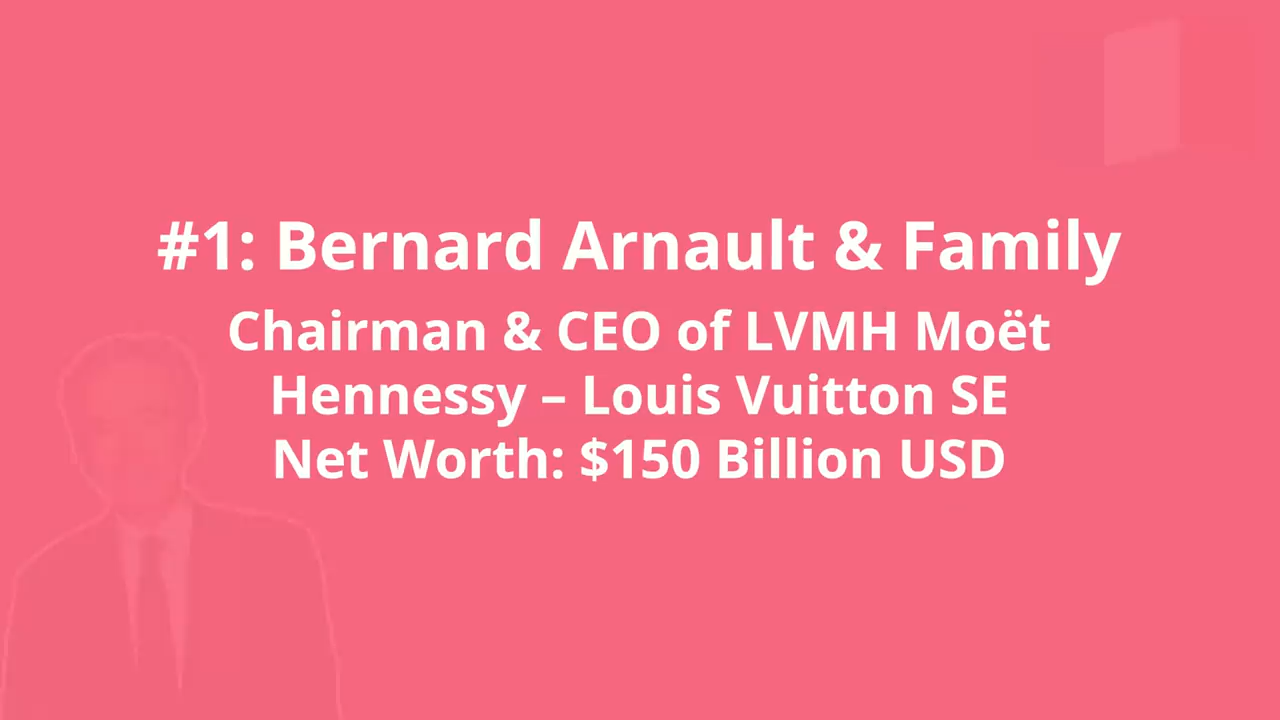 #1: Bernard Arnault & Family
Chairman & CEO of LVMH Moët
Hennessy – Louis Vuitton SE
Net Worth: $150 Billion USD